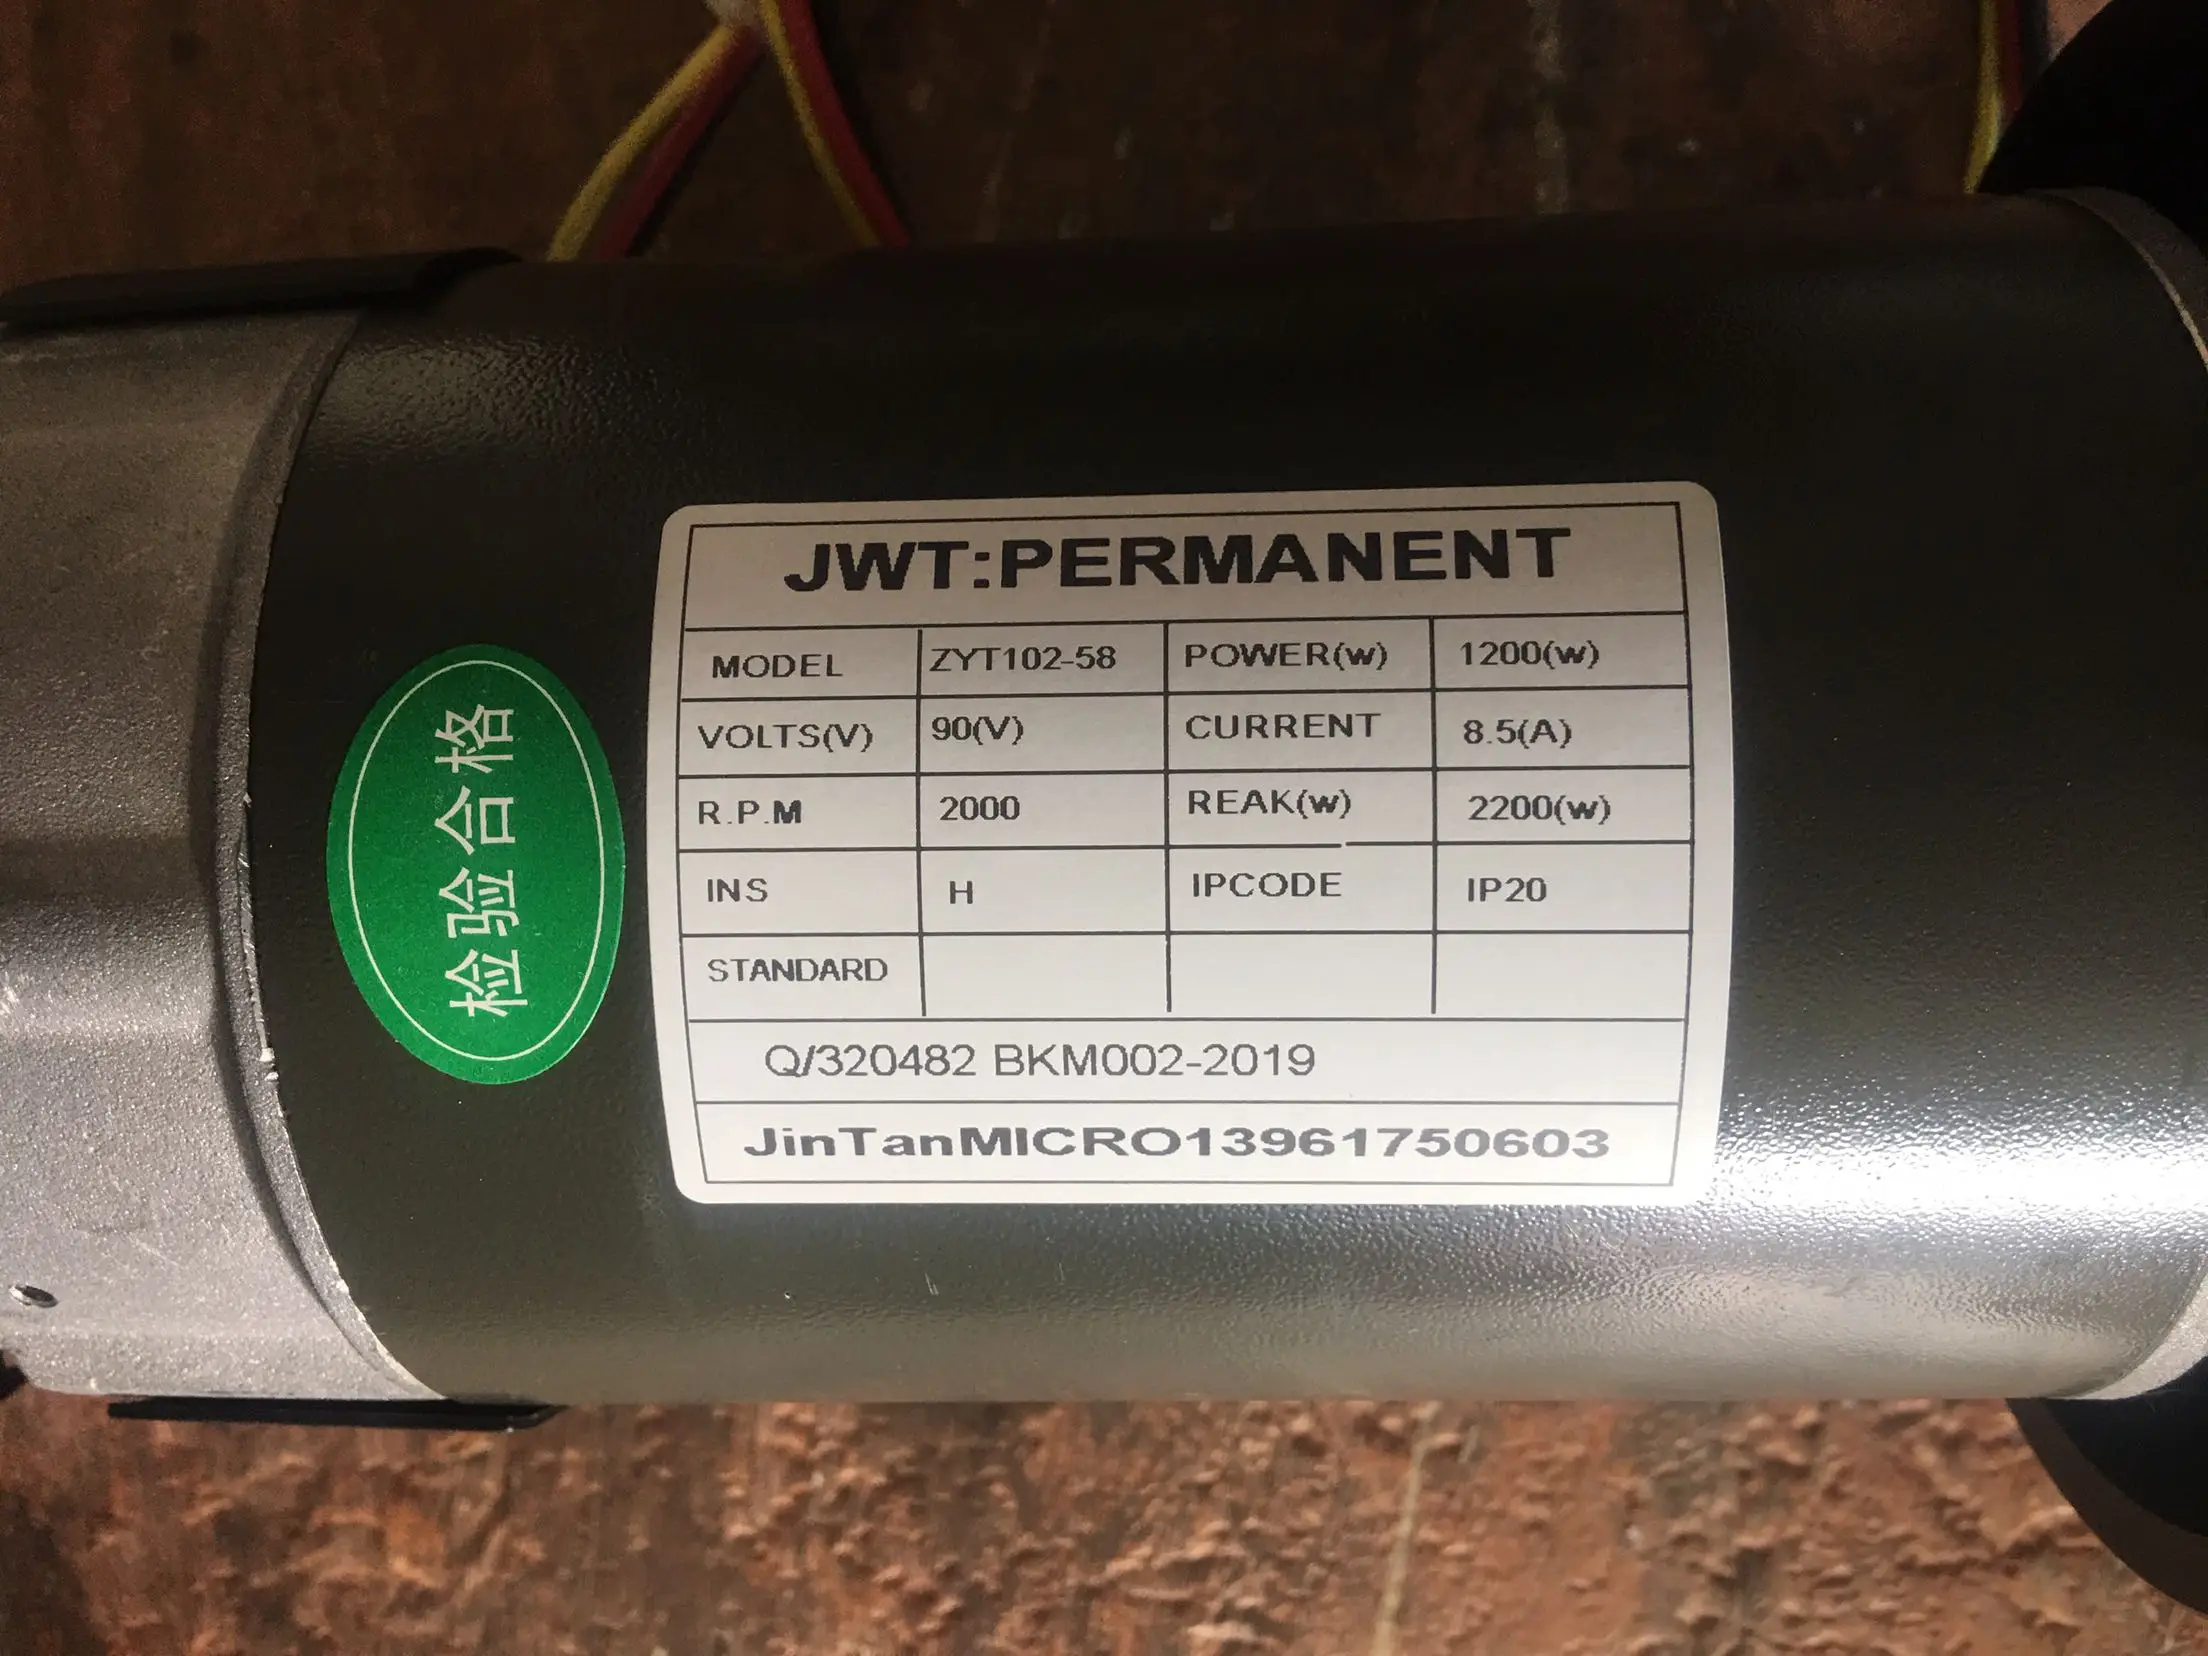 JWT:PERMANENT
MODEL ZYT102-58 POWER(w) 1200(w)
VOLTS(V) 90(V) CURRENT 8.5(A)
R.P.M 2000 REAK(w) 2200(w)
INS H IPCODE IP20
STANDARD
Q/320482 BKM002-2019
JinTanMICRO13961750603
检验合格